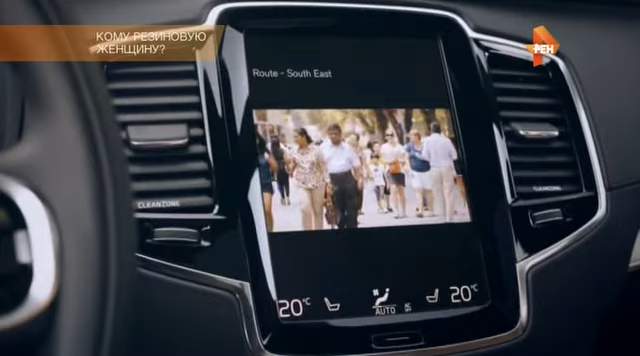 КОМУ РЕЗИНОВУЮ
ЖЕНЩИНУ?
РЕН
Route - South East
CLEANZONE
CLEANZONE
20°C
AUTO
20°C